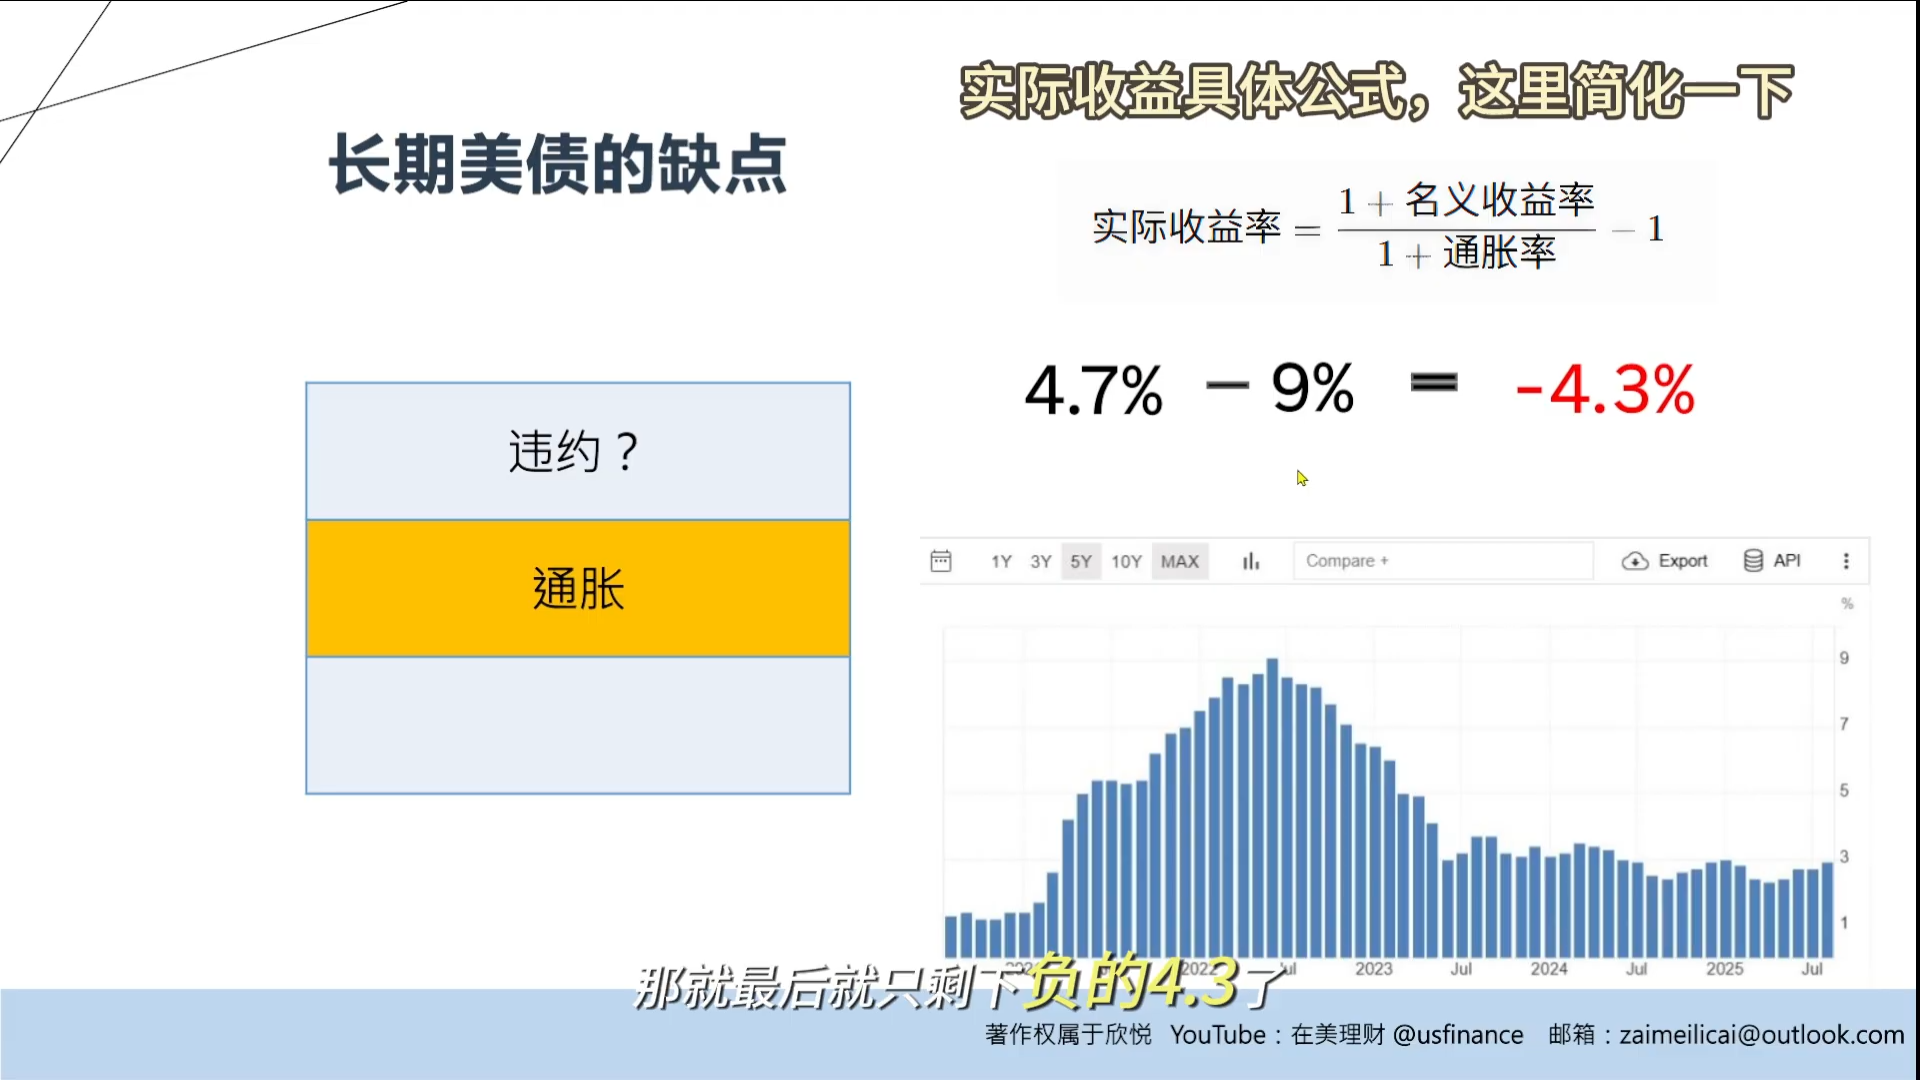 实际收益具体公式，这里简化一下
长期美债的缺点
实际收益率 = (1 + 名义收益率) / (1 + 通胀率) − 1
4.7% − 9% = -4.3%
违约？
通胀
1Y 3Y 5Y 10Y MAX Compare + Export API
%
9
7
5
3
1
2022 2023 Jul 2024 Jul 2025 Jul
那就最后就只剩下负的4.3了
著作权属于欣悦 YouTube：在美理财 @usfinance 邮箱：zaimeilicai@outlook.com